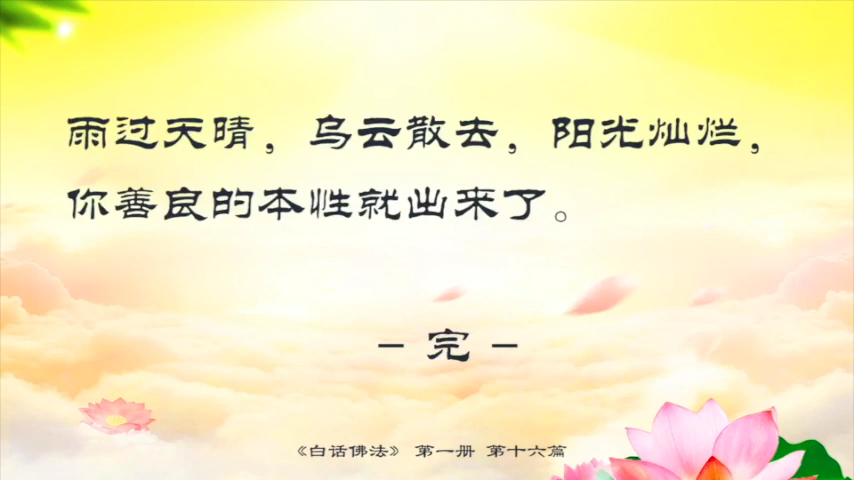 雨过天晴，乌云散去，阳光灿烂，
你善良的本性就出来了。
- 完 -
《白话佛法》 第一册 第十六篇